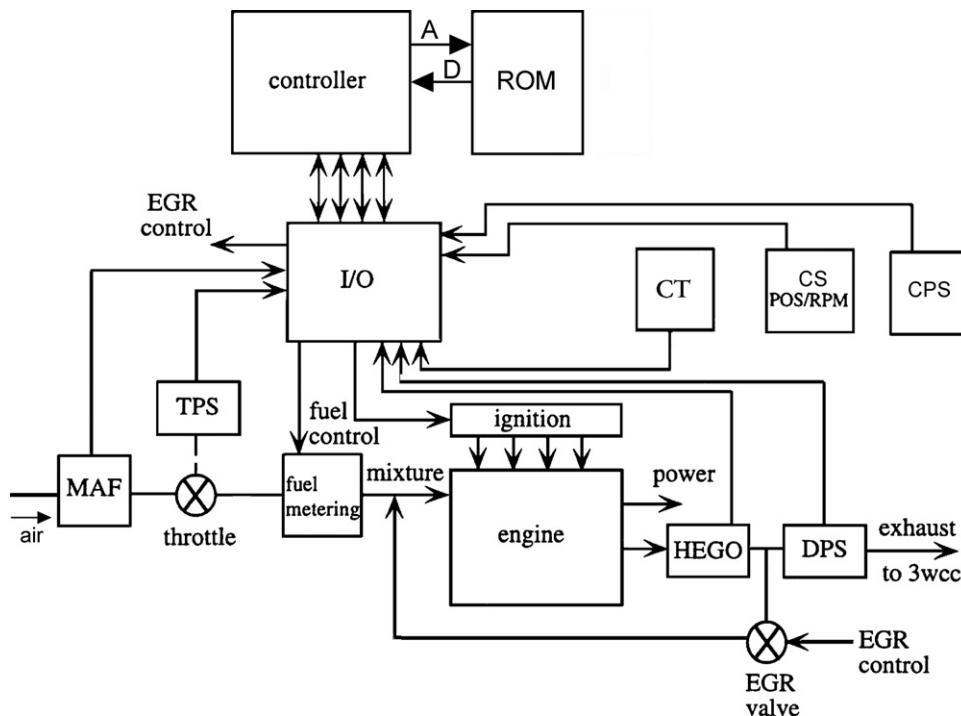 A
controller
D
ROM
EGR
control
I/O
CT
CS
POS/RPM
CPS
TPS
fuel
control
ignition
MAF
throttle
fuel
metering
mixture
engine
power
HEGO
DPS
exhaust
to 3wcc
air
EGR
control
EGR
valve